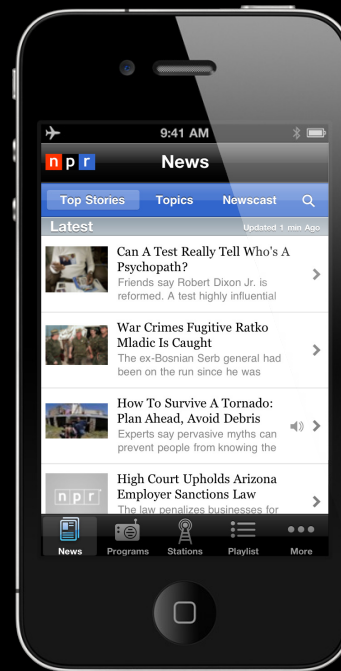 9:41 AM
npr
News
Top Stories Topics Newscast
Latest Updated 1 min Ago
Can A Test Really Tell Who's A
Psychopath?
Friends say Robert Dixon Jr. is
reformed. A test highly influential
War Crimes Fugitive Ratko
Mladic Is Caught
The ex-Bosnian Serb general had
been on the run since he was
How To Survive A Tornado:
Plan Ahead, Avoid Debris
Experts say pervasive myths can
prevent people from knowing the
High Court Upholds Arizona
Employer Sanctions Law
npr
The law penalizes businesses for
News Programs Stations Playlist More